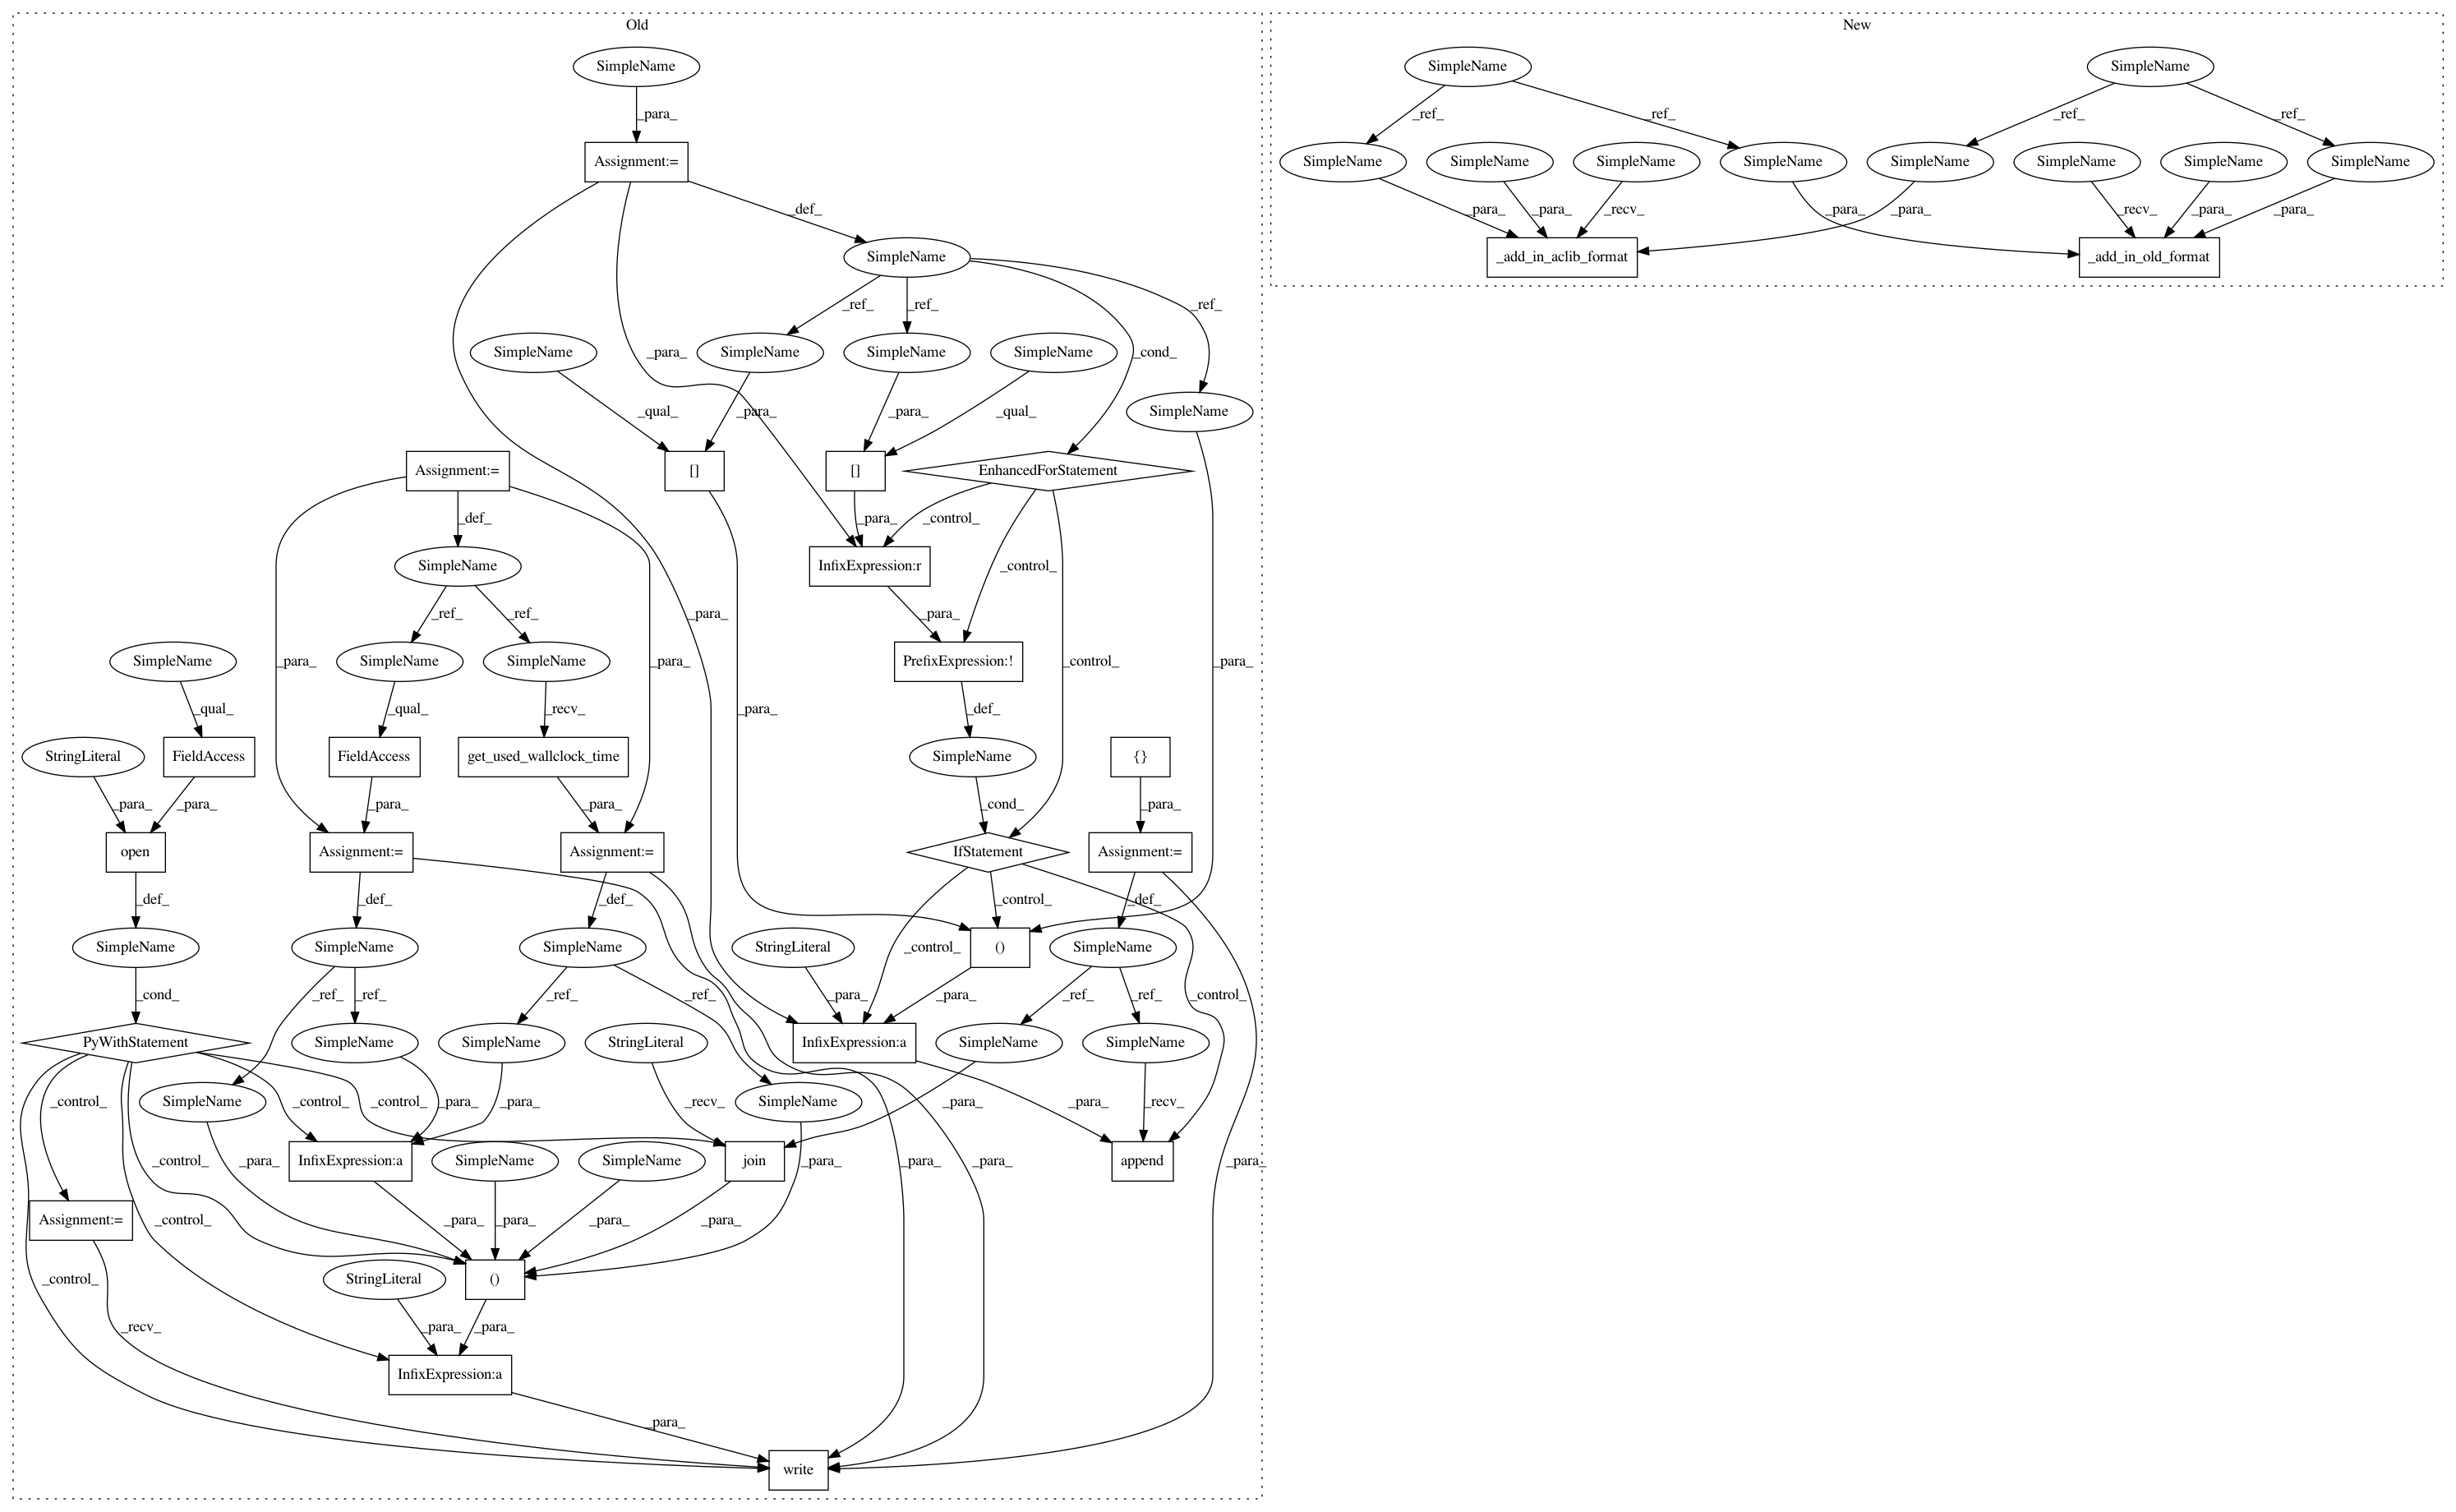 Old
New
SimpleName
SimpleName
SimpleName
_para_
_ref_
_ref_
_ref_
_ref_
Assignment:=
SimpleName
SimpleName
SimpleName
SimpleName
SimpleName
SimpleName
SimpleName
SimpleName
_def_
_para_
_para_
_recv_
_para_
_para_
_recv_
_para_
_para_
SimpleName
_add_in_aclib_format
_add_in_old_format
_ref_
_ref_
_ref_
SimpleName
SimpleName
SimpleName
SimpleName
_para_
_cond_
SimpleName
_qual_
_para_
_para_
_qual_
Assignment:=
[]
[]
EnhancedForStatement
_def_
_para_
_control_
SimpleName
InfixExpression:r
_control_
_ref_
_ref_
_para_
_para_
SimpleName
SimpleName
SimpleName
_para_
_para_
PrefixExpression:!
_control_
_para_
_qual_
_qual_
_recv_
_para_
_def_
StringLiteral
FieldAccess
FieldAccess
get_used_wallclock_time
SimpleName
{}
_para_
_para_
_para_
_para_
_cond_
_para_
open
Assignment:=
Assignment:=
IfStatement
Assignment:=
_def_
_def_
_def_
_control_
_def_
SimpleName
SimpleName
SimpleName
StringLiteral
_control_
()
SimpleName
_cond_
_ref_
_ref_
_ref_
_ref_
_para_
_para_
_ref_
_ref_
_control_
PyWithStatement
SimpleName
SimpleName
StringLiteral
InfixExpression:a
SimpleName
SimpleName
_control_
SimpleName
_control_
_control_
_para_
_para_
_recv_
SimpleName
_para_
_para_
_recv_
_control_
_para_
InfixExpression:a
SimpleName
SimpleName
join
_para_
_para_
_para_
append
_para_
Assignment:=
_control_
_para_
_para_
_para_
_para_
_control_
StringLiteral
()
_recv_
_para_
_para_
InfixExpression:a
_para_
write